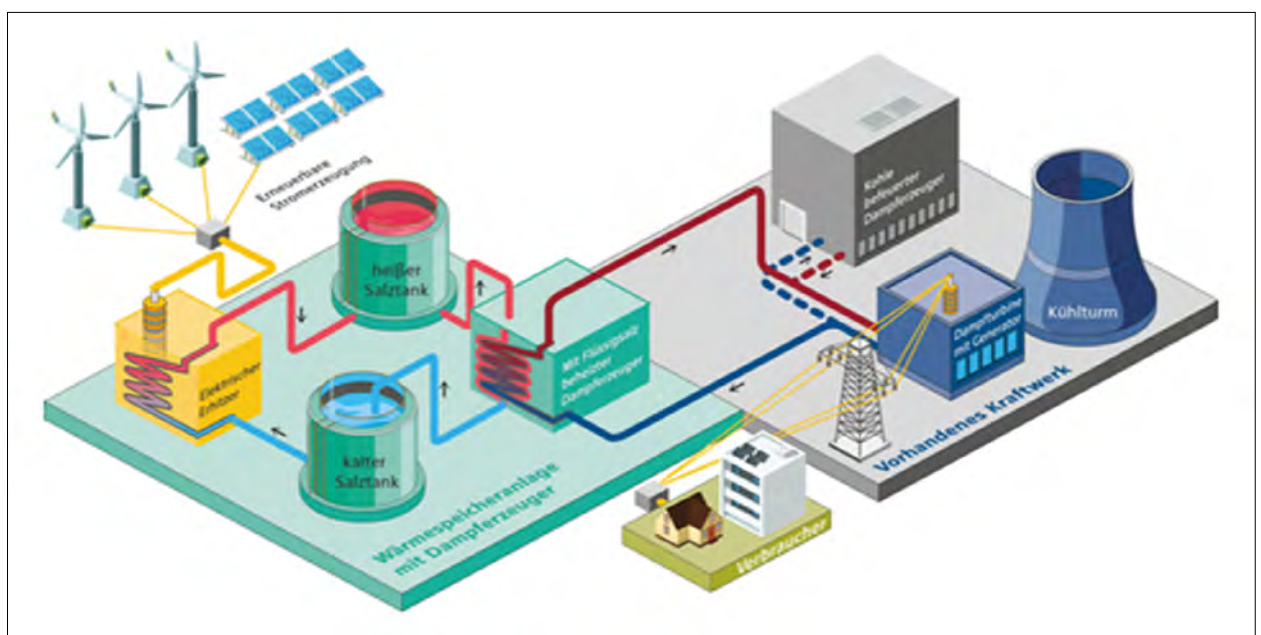 Erneuerbare
Stromerzeugung
heißer
Salztank
Elektrischer
Erhitzer
kalter
Salztank
Mit Flüssigsalz
beheizter
Dampferzeuger
Wärmespeicheranlage
mit Dampferzeuger
Kohle
befeuerter
Dampferzeuger
Kühlturm
Dampfturbine
mit Generator
Vorhandenes Kraftwerk
Verbraucher